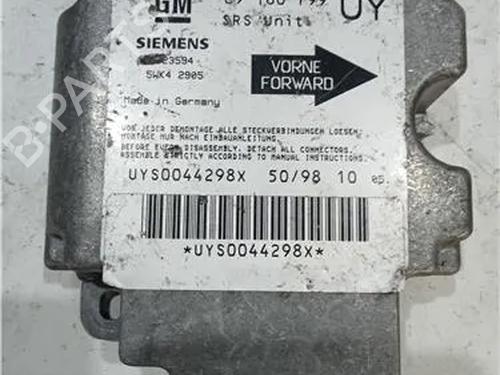 GM
UY
SRS Unit
SIEMENS
5WK4 2905
VORNE
FORWARD
Made in Germany
VOR JEDER DEMONTAGE ALLE STECKVERBINDUNGEN LOESEN.
MONTAGE NUR NACH EINBAUANLEITUNG.
BEFORE EVERY DISASSEMBLY, DETACH ALL CONNECTORS.
ASSEMBLE STRICTLY ACCORDING TO MANUAL INSTRUCTIONS.
UYS0044298X 50/98 10 05
*UYS0044298X*